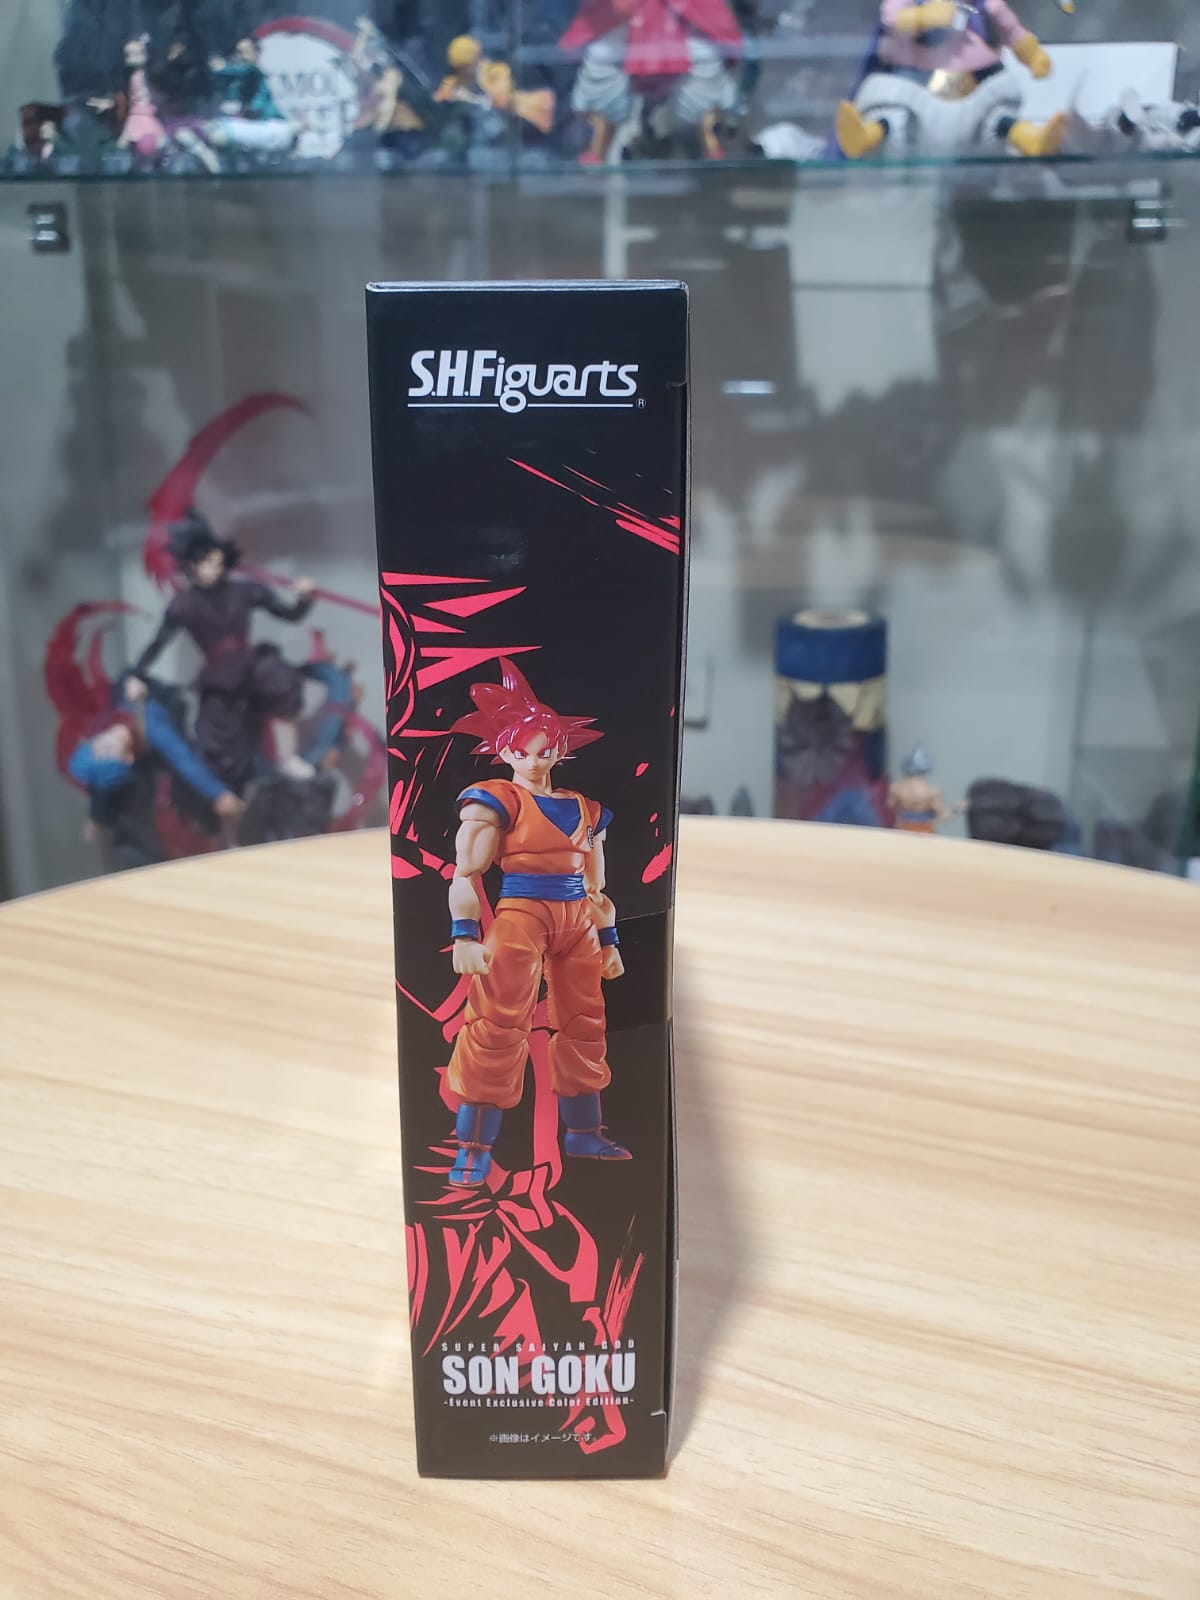 S.H.Figuarts®
SUPER SAIYAN GOD
SON GOKU
-Event Exclusive Color Edition-
※画像はイメージです。